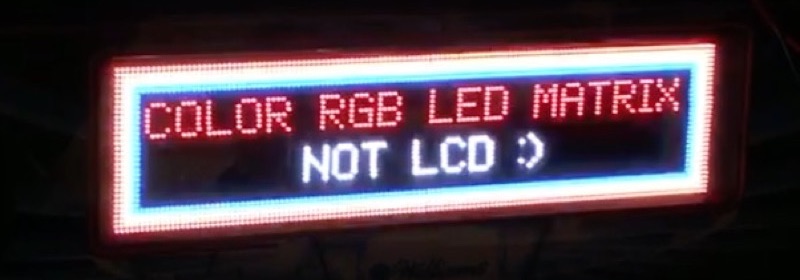 COLOR RGB LED MATRIX
NOT LCD :)